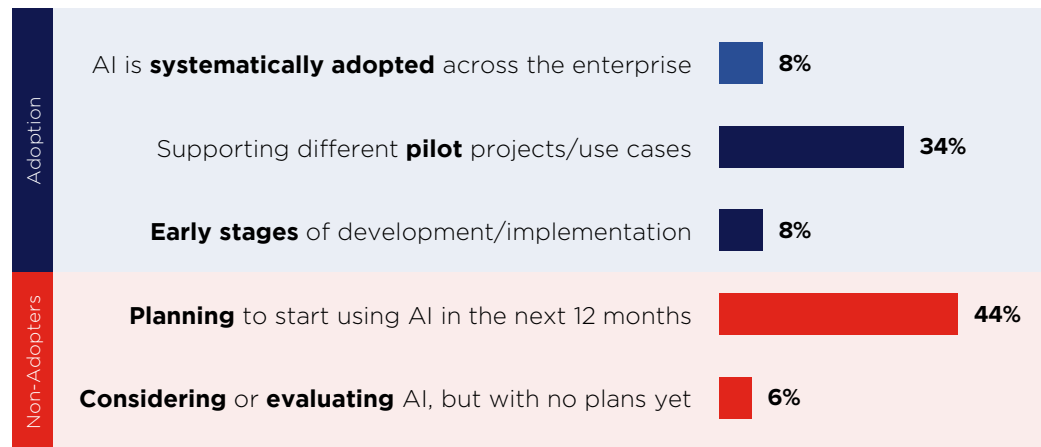 Adoption
AI is systematically adopted across the enterprise 8%
Supporting different pilot projects/use cases 34%
Early stages of development/implementation 8%
Non-Adopters
Planning to start using AI in the next 12 months 44%
Considering or evaluating AI, but with no plans yet 6%